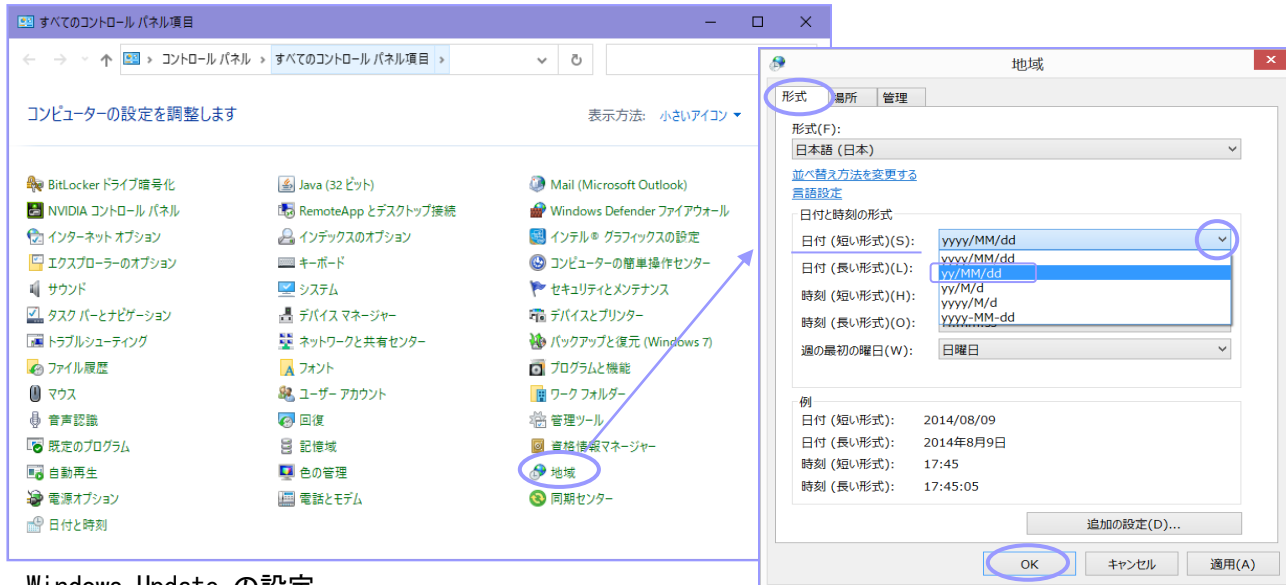 すべてのコントロール パネル項目
コントロール パネル › すべてのコントロール パネル項目 ›
コンピューターの設定を調整します
表示方法: 小さいアイコン
BitLocker ドライブ暗号化
Java (32 ビット)
Mail (Microsoft Outlook)
NVIDIA コントロール パネル
RemoteApp とデスクトップ接続
Windows Defender ファイアウォール
インターネット オプション
インデックスのオプション
インテル® グラフィックスの設定
エクスプローラーのオプション
キーボード
コンピューターの簡単操作センター
サウンド
システム
セキュリティとメンテナンス
タスク バーとナビゲーション
デバイス マネージャー
デバイスとプリンター
トラブルシューティング
ネットワークと共有センター
バックアップと復元 (Windows 7)
ファイル履歴
フォント
プログラムと機能
マウス
ユーザー アカウント
ワーク フォルダー
音声認識
回復
管理ツール
既定のプログラム
記憶域
資格情報マネージャー
自動再生
色の管理
地域
電源オプション
電話とモデム
同期センター
日付と時刻
地域
形式 場所 管理
形式(F):
日本語 (日本)
並べ替え方法を変更する
言語設定
日付と時刻の形式
日付 (短い形式)(S): yyyy/MM/dd
yyyy/MM/dd
日付 (長い形式)(L):
yy/MM/dd
yy/M/d
時刻 (短い形式)(H):
yyyy/M/d
yyyy-MM-dd
時刻 (長い形式)(O):
週の最初の曜日(W): 日曜日
例
日付 (短い形式): 2014/08/09
日付 (長い形式): 2014年8月9日
時刻 (短い形式): 17:45
時刻 (長い形式): 17:45:05
追加の設定(D)...
OK キャンセル 適用(A)
Windows Update の設定